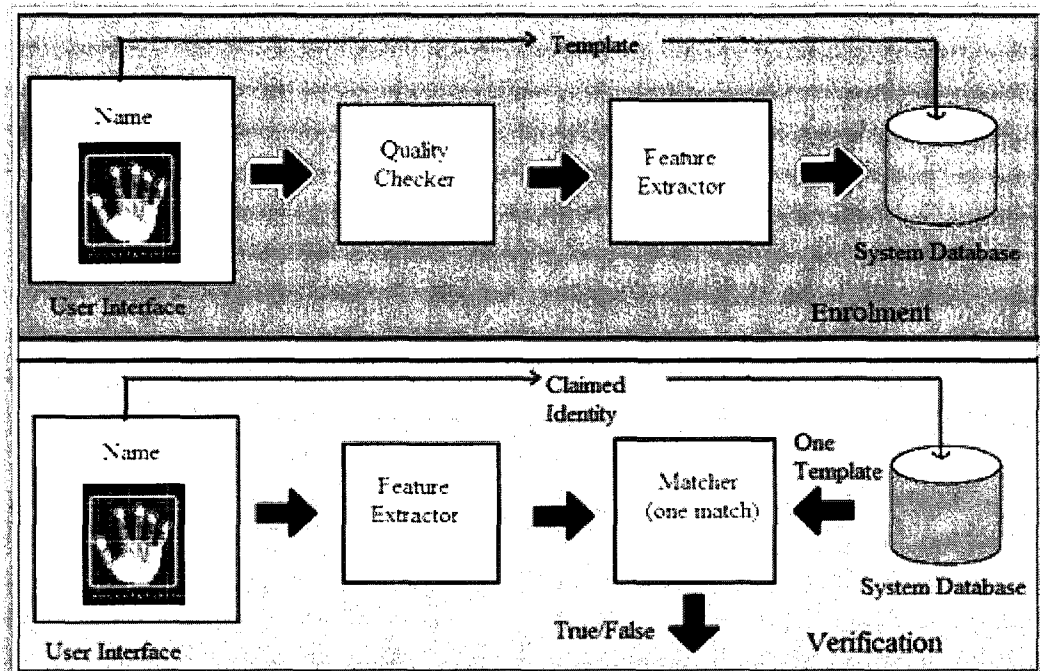 Template
Name
Quality
Checker
Feature
Extractor
System Database
User Interface
Enrolment
Claimed
Identity
Name
Feature
Extractor
Matcher
(one match)
One
Template
System Database
True/False
User Interface
Verification